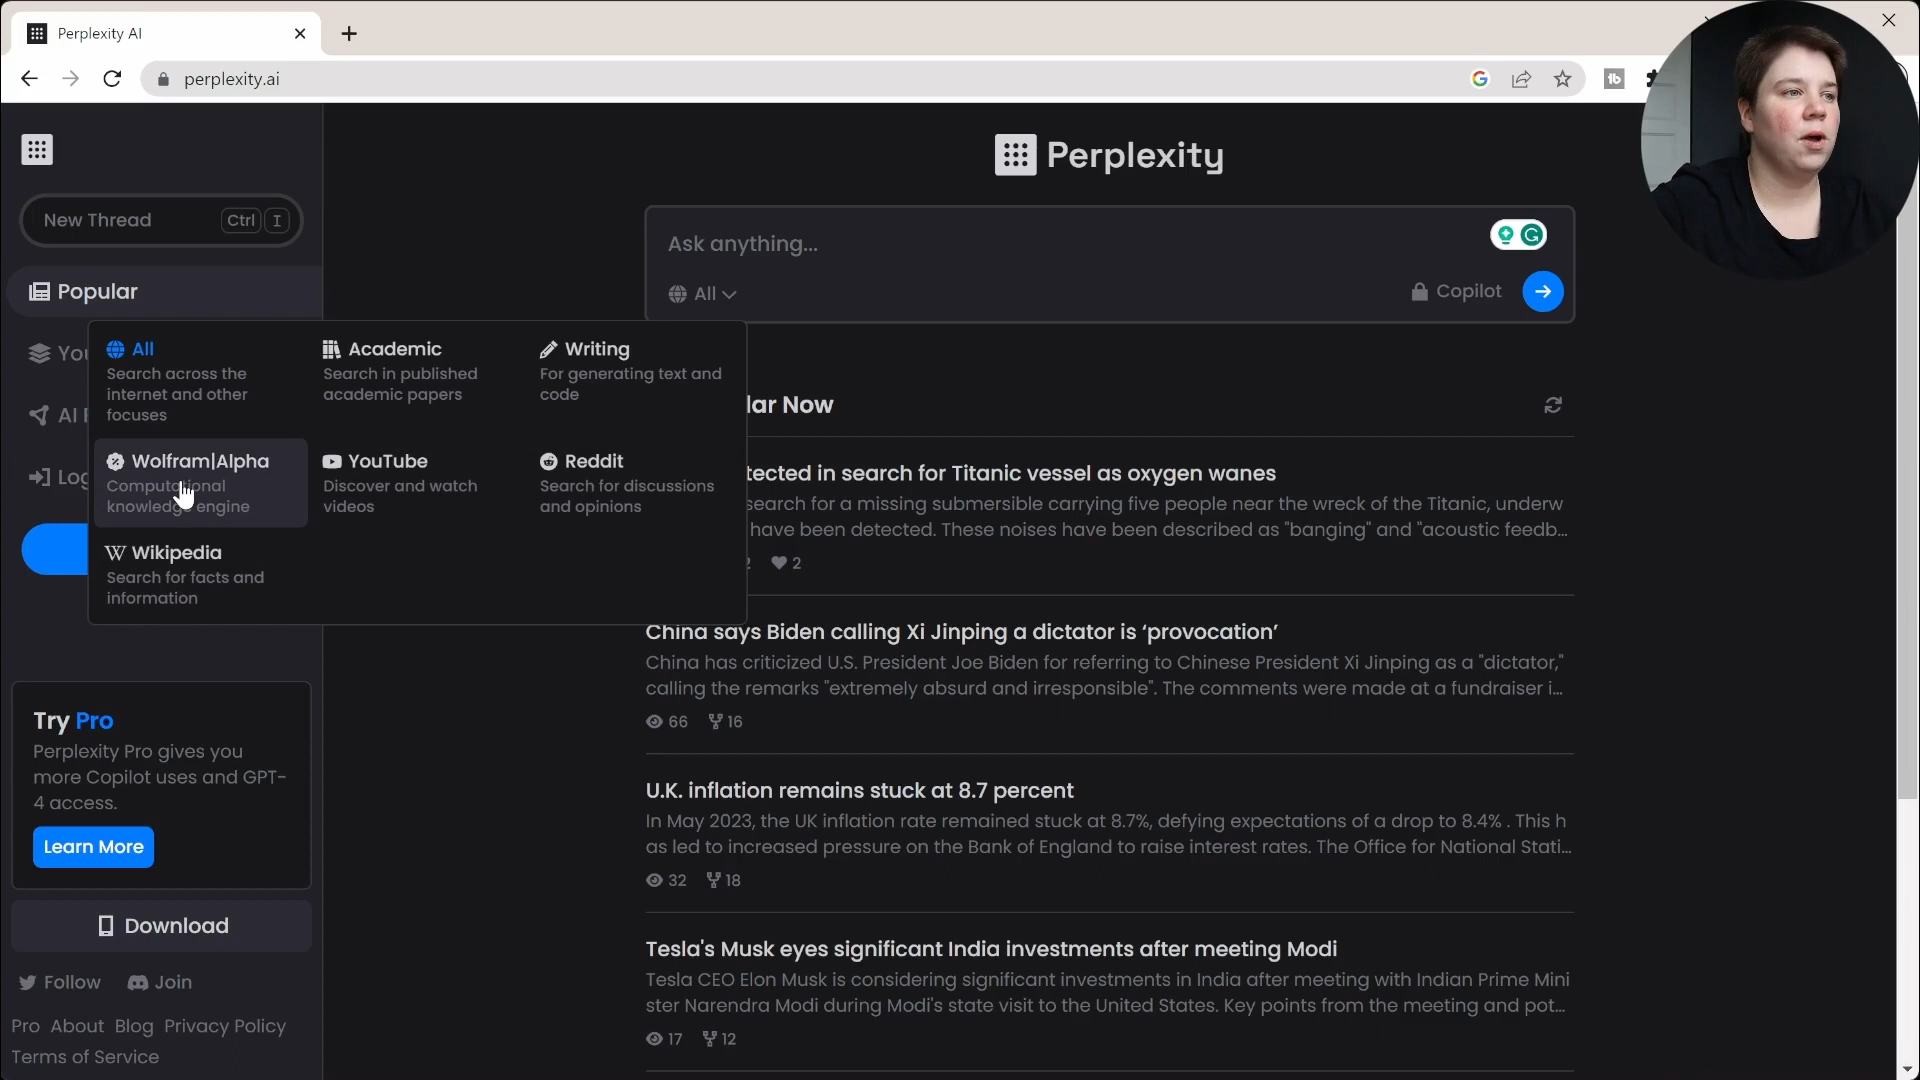 Perplexity AI
perplexity.ai
Perplexity
New Thread Ctrl I
Ask anything...
All
Copilot
Popular
You
AI
Log
All
Search across the
internet and other
focuses
Academic
Search in published
academic papers
Writing
For generating text and
code
Wolfram|Alpha
Computational
knowledge engine
YouTube
Discover and watch
videos
Reddit
Search for discussions
and opinions
Wikipedia
Search for facts and
information
lar Now
tected in search for Titanic vessel as oxygen wanes
search for a missing submersible carrying five people near the wreck of the Titanic, underw
have been detected. These noises have been described as "banging" and "acoustic feedb...
2
China says Biden calling Xi Jinping a dictator is ‘provocation’
China has criticized U.S. President Joe Biden for referring to Chinese President Xi Jinping as a "dictator,"
calling the remarks "extremely absurd and irresponsible". The comments were made at a fundraiser i...
66 16
U.K. inflation remains stuck at 8.7 percent
In May 2023, the UK inflation rate remained stuck at 8.7%, defying expectations of a drop to 8.4% . This h
as led to increased pressure on the Bank of England to raise interest rates. The Office for National Stati...
32 18
Tesla's Musk eyes significant India investments after meeting Modi
Tesla CEO Elon Musk is considering significant investments in India after meeting with Indian Prime Mini
ster Narendra Modi during Modi's state visit to the United States. Key points from the meeting and pot...
17 12
Try Pro
Perplexity Pro gives you
more Copilot uses and GPT-
4 access.
Learn More
Download
Follow Join
Pro About Blog Privacy Policy
Terms of Service